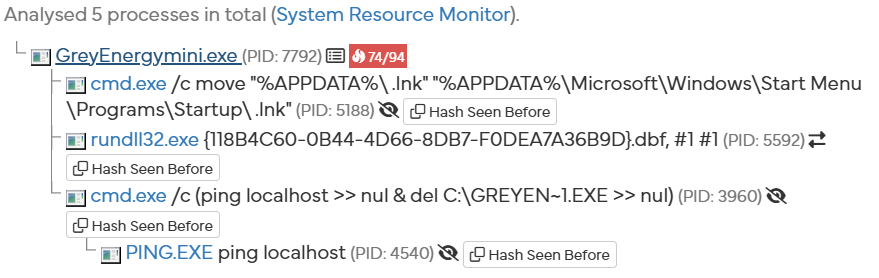 Analysed 5 processes in total (System Resource Monitor).
GreyEnergymini.exe (PID: 7792) 74/94
cmd.exe /c move "%APPDATA%\ .lnk" "%APPDATA%\Microsoft\Windows\Start Menu
\Programs\Startup\ .lnk" (PID: 5188) Hash Seen Before
rundll32.exe {118B4C60-0B44-4D66-8DB7-F0DEA7A36B9D}.dbf, #1 #1 (PID: 5592)
Hash Seen Before
cmd.exe /c (ping localhost >> nul & del C:\GREYEN~1.EXE >> nul) (PID: 3960)
Hash Seen Before
PING.EXE ping localhost (PID: 4540) Hash Seen Before